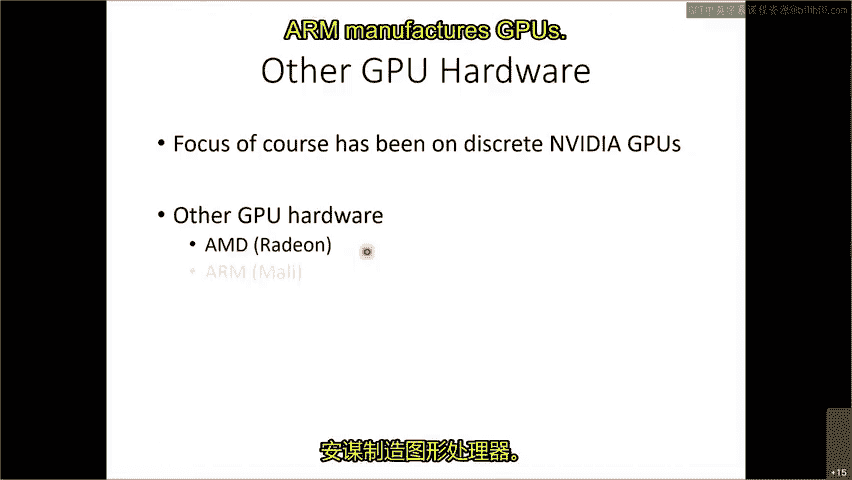 ARM manufactures GPUs.
Other GPU Hardware
• Focus of course has been on discrete NVIDIA GPUs
• Other GPU hardware
• AMD (Radeon)
• ARM (Mali)
安谋制造图形处理器。
+15